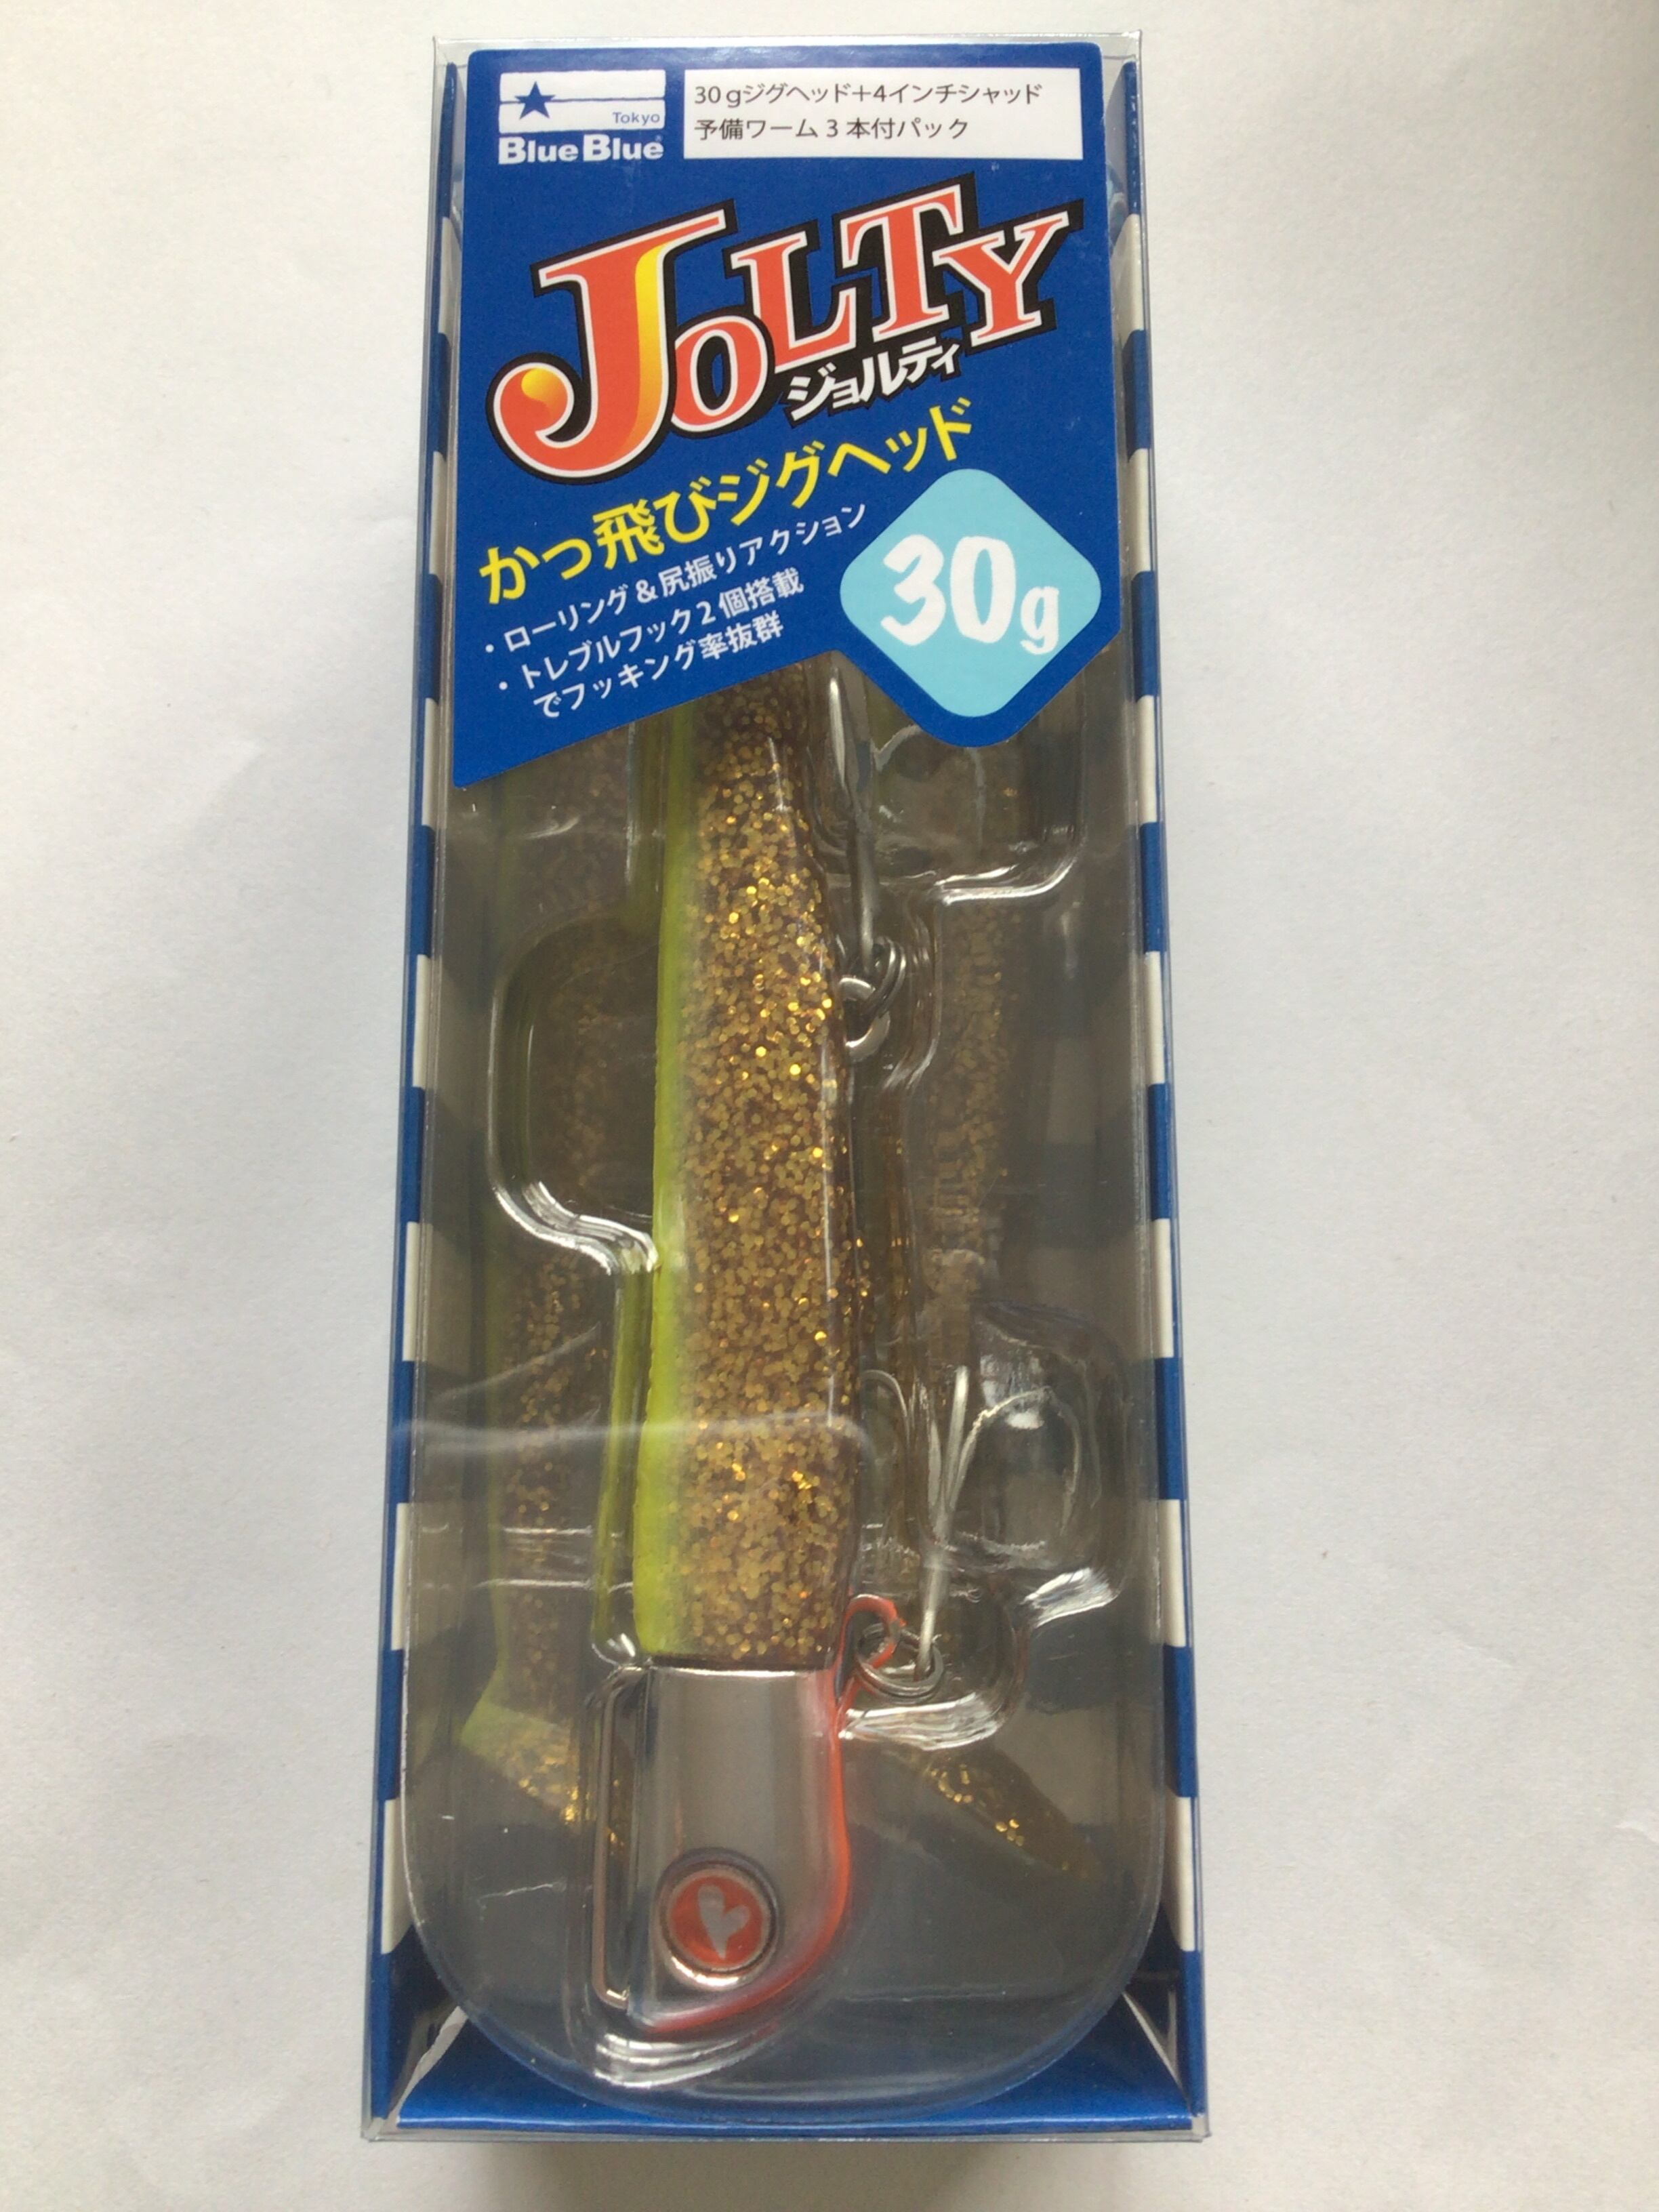 Tokyo
Blue Blue
30gジグヘッド+4インチシャッド
予備ワーム3本付パック
JOLTY
ジョルティ
かっ飛びジグヘッド
・ローリング&尻振りアクション
・トレブルフック2個搭載
でフッキング率抜群
30g